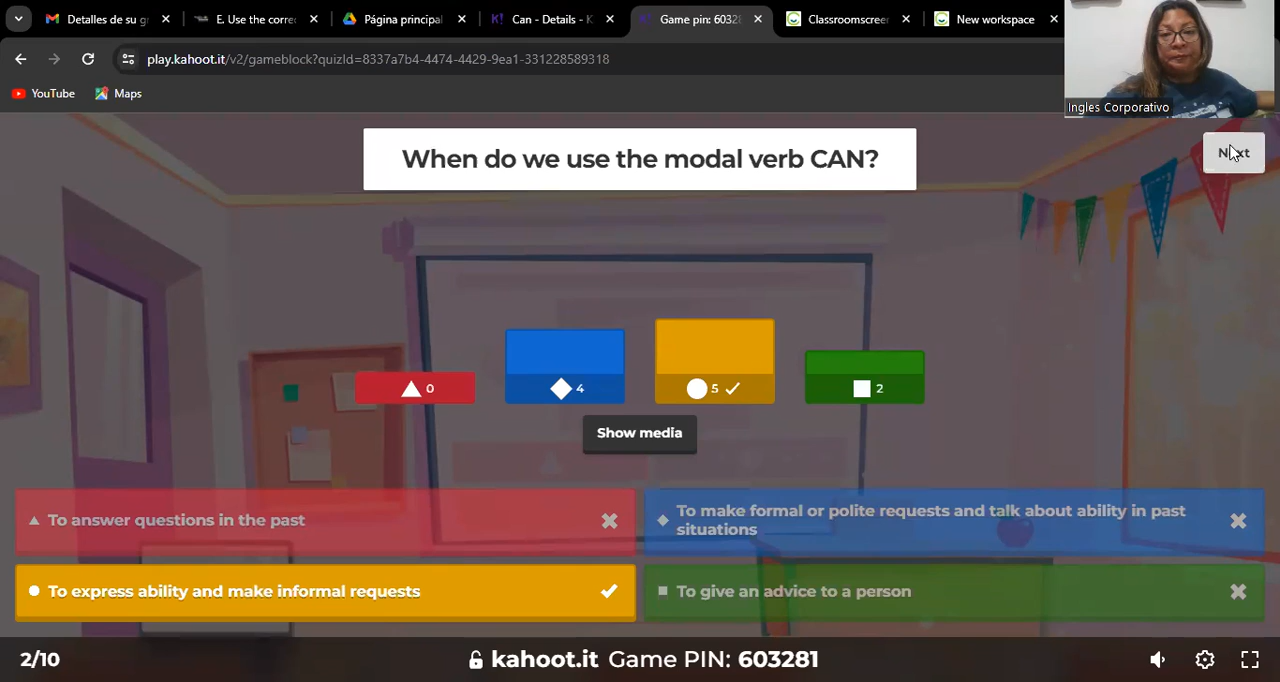 Detalles de su gr
E. Use the correc
Página principal
Can - Details - K
Game pin: 6032
Classroomscree
New workspace
play.kahoot.it/v2/gameblock?quizId=8337a7b4-4474-4429-9ea1-331228589318
YouTube
Maps
Ingles Corporativo
When do we use the modal verb CAN?
Next
0
4
5
2
Show media
To answer questions in the past
To make formal or polite requests and talk about ability in past
situations
To express ability and make informal requests
To give an advice to a person
2/10
kahoot.it Game PIN: 603281